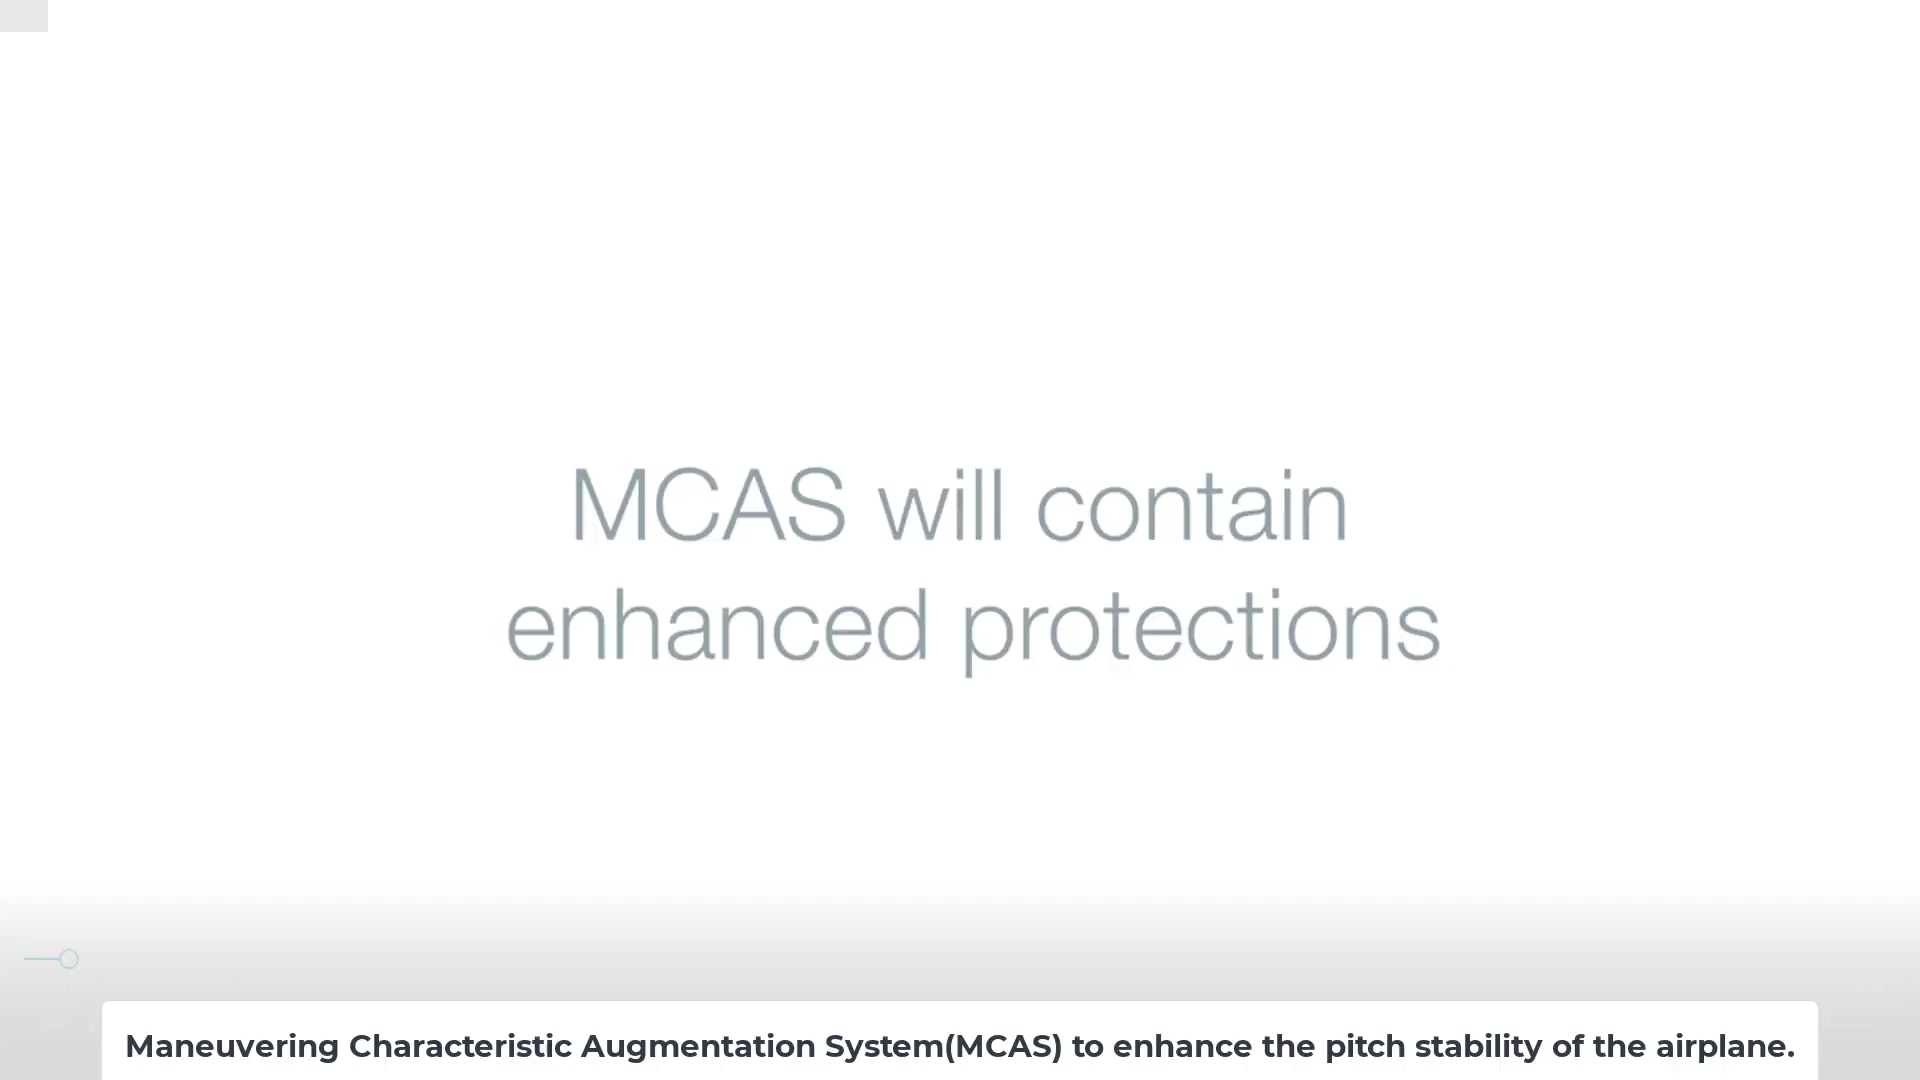 MCAS will contain
enhanced protections
Maneuvering Characteristic Augmentation System(MCAS) to enhance the pitch stability of the airplane.